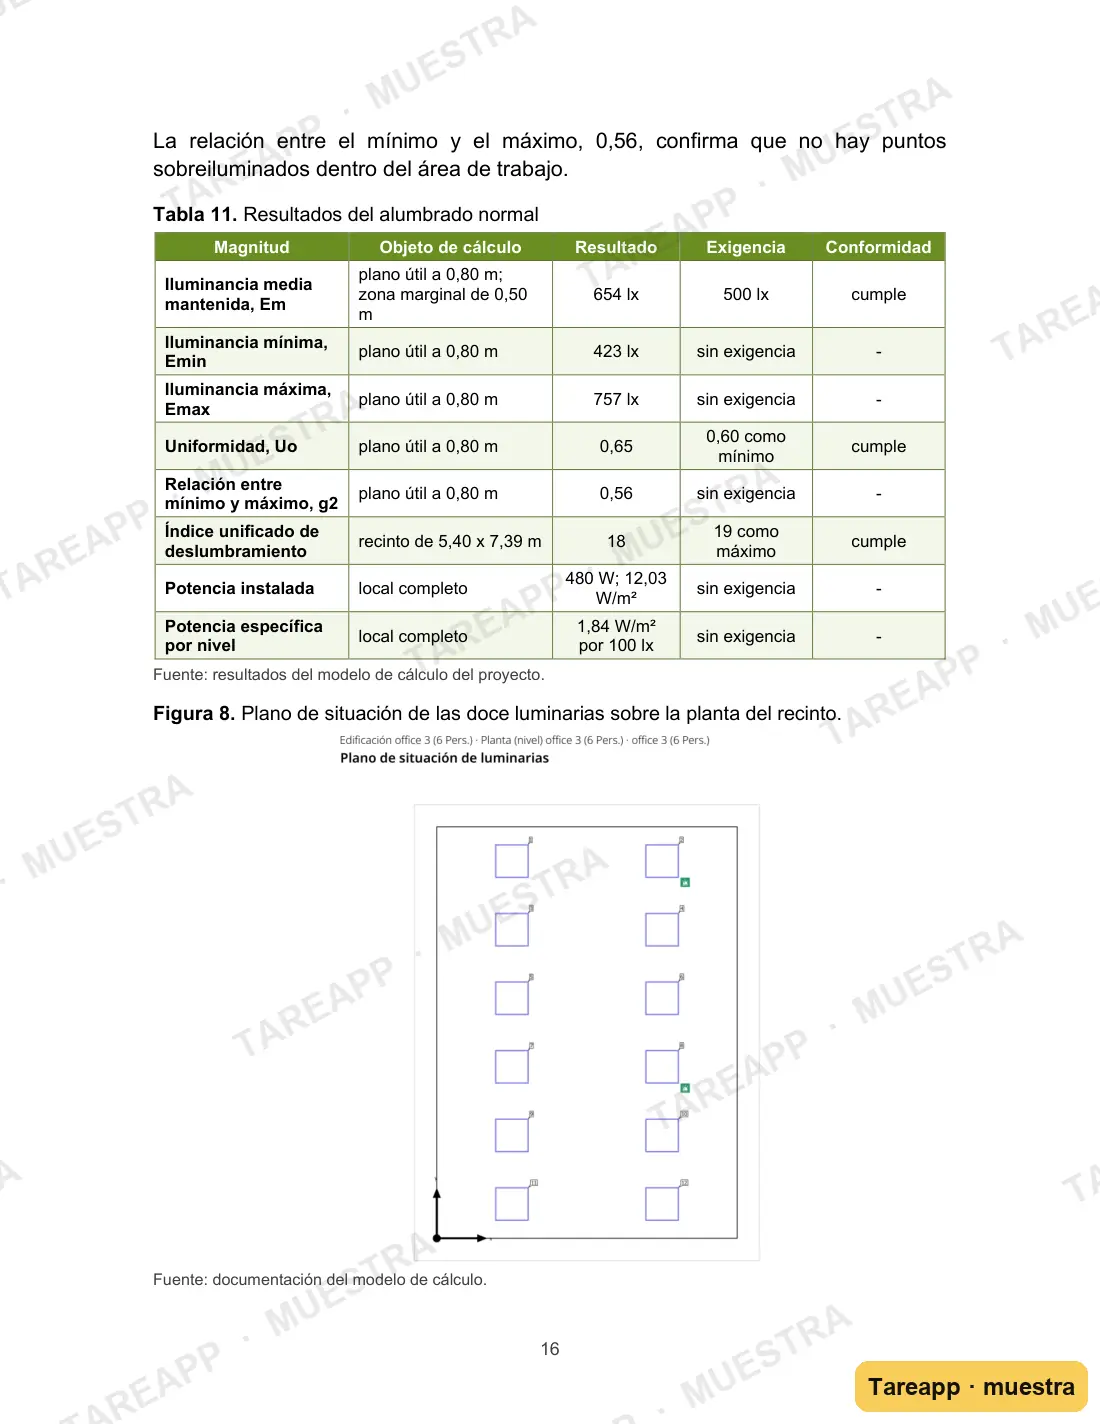 La relación entre el mínimo y el máximo, 0,56, confirma que no hay puntos
sobreiluminados dentro del área de trabajo.
Tabla 11. Resultados del alumbrado normal
Magnitud Objeto de cálculo Resultado Exigencia Conformidad
Iluminancia media mantenida, Em plano útil a 0,80 m; zona marginal de 0,50 m 654 lx 500 lx cumple
Iluminancia mínima, Emin plano útil a 0,80 m 423 lx sin exigencia -
Iluminancia máxima, Emax plano útil a 0,80 m 757 lx sin exigencia -
Uniformidad, Uo plano útil a 0,80 m 0,65 0,60 como mínimo cumple
Relación entre mínimo y máximo, g2 plano útil a 0,80 m 0,56 sin exigencia -
Índice unificado de deslumbramiento recinto de 5,40 x 7,39 m 18 19 como máximo cumple
Potencia instalada local completo 480 W; 12,03 W/m² sin exigencia -
Potencia específica por nivel local completo 1,84 W/m² por 100 lx sin exigencia -
Fuente: resultados del modelo de cálculo del proyecto.
Figura 8. Plano de situación de las doce luminarias sobre la planta del recinto.
Edificación office 3 (6 Pers.) · Planta (nivel) office 3 (6 Pers.) · office 3 (6 Pers.)
Plano de situación de luminarias
Fuente: documentación del modelo de cálculo.
16
Tareapp · muestra
TAREAPP · MUESTRA